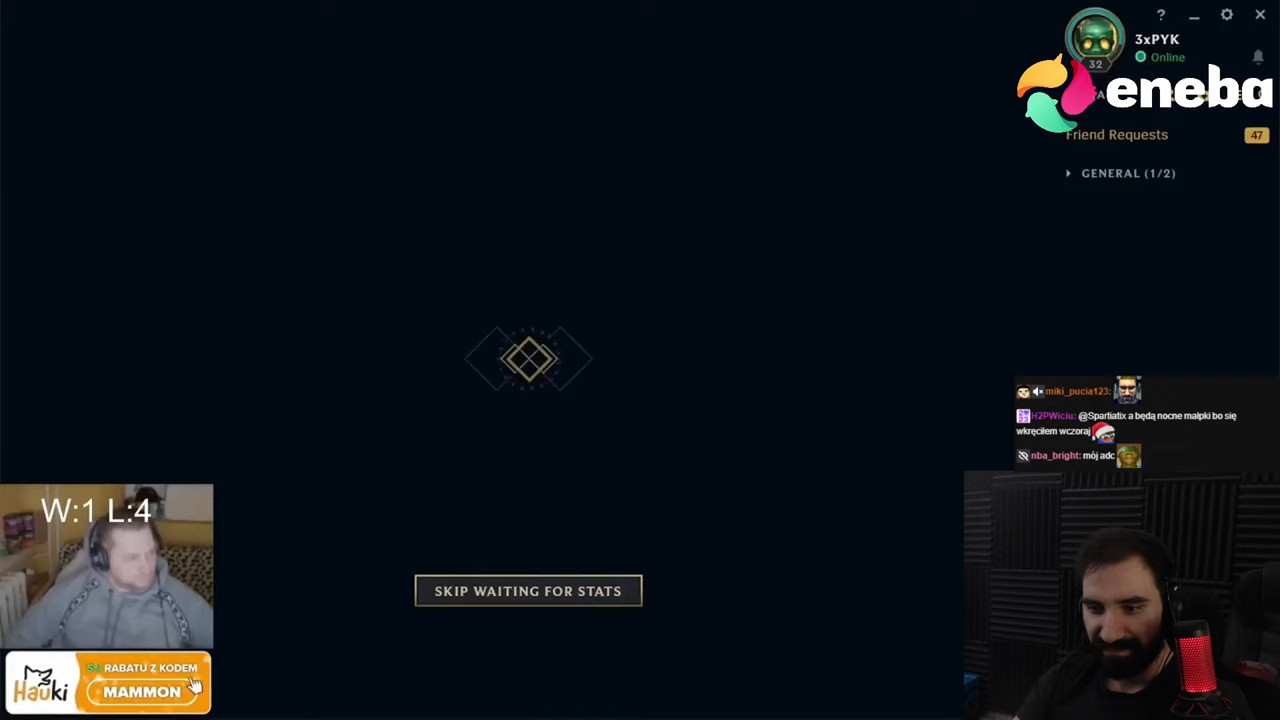 3xPYK
32
Online
eneba
Friend Requests
47
GENERAL (1/2)
miki_pucia123:
H2PWiciu: @Spartiatix a będą nocne małpki bo się
wkręciłem wczoraj
nba_bright: mój adc
W:1 L:4
SKIP WAITING FOR STATS
RABATU Z KODEM
Hauki
MAMMON